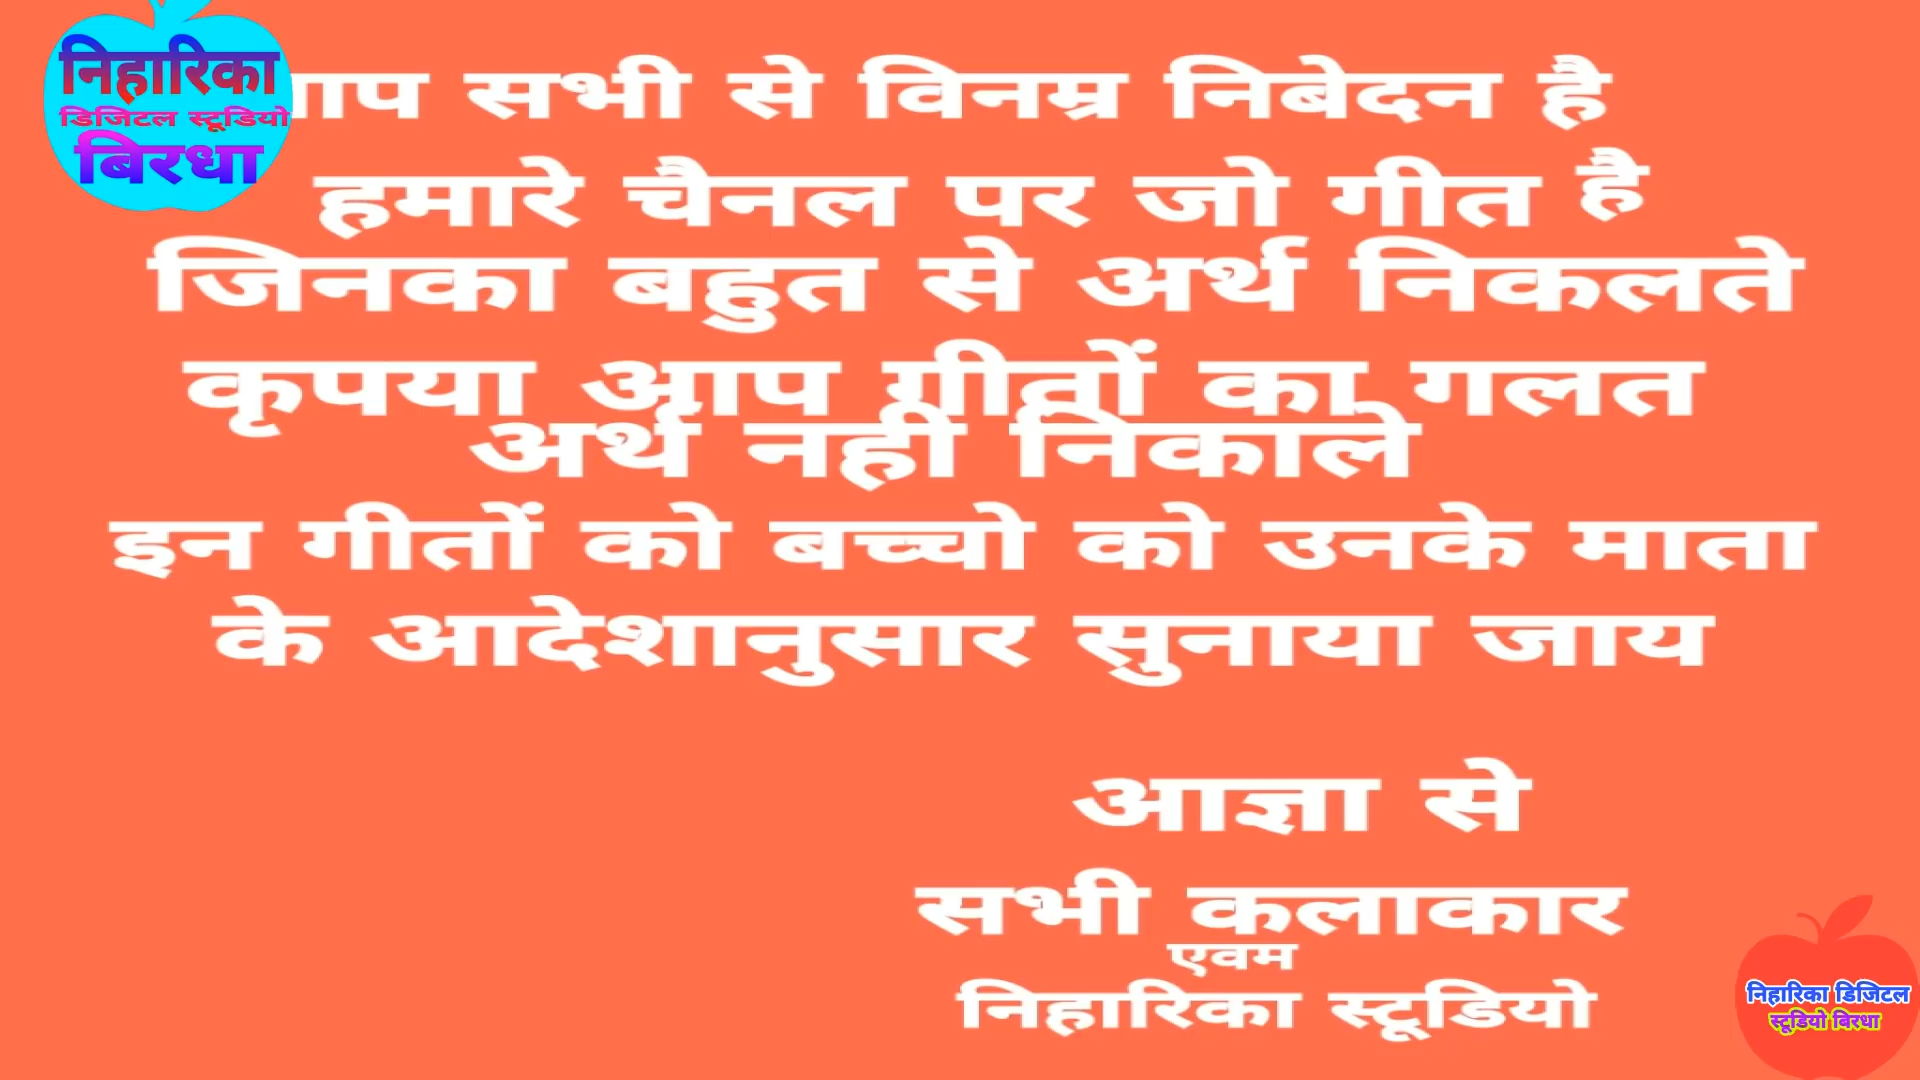 निहारिका
डिजिटल स्टूडियो
बिरधा
सभी से विनम्र निबेदन है
हमारे चैनल पर जो गीत है
जिनका बहुत से अर्थ निकलते
कृपया आप गीतों का गलत
अर्थ नही निकाले
इन गीतों को बच्चो को उनके माता
के आदेशानुसार सुनाया जाय
आज्ञा से
सभी कलाकार
एवम
निहारिका स्टूडियो
निहारिका डिजिटल
स्टूडियो बिरधा